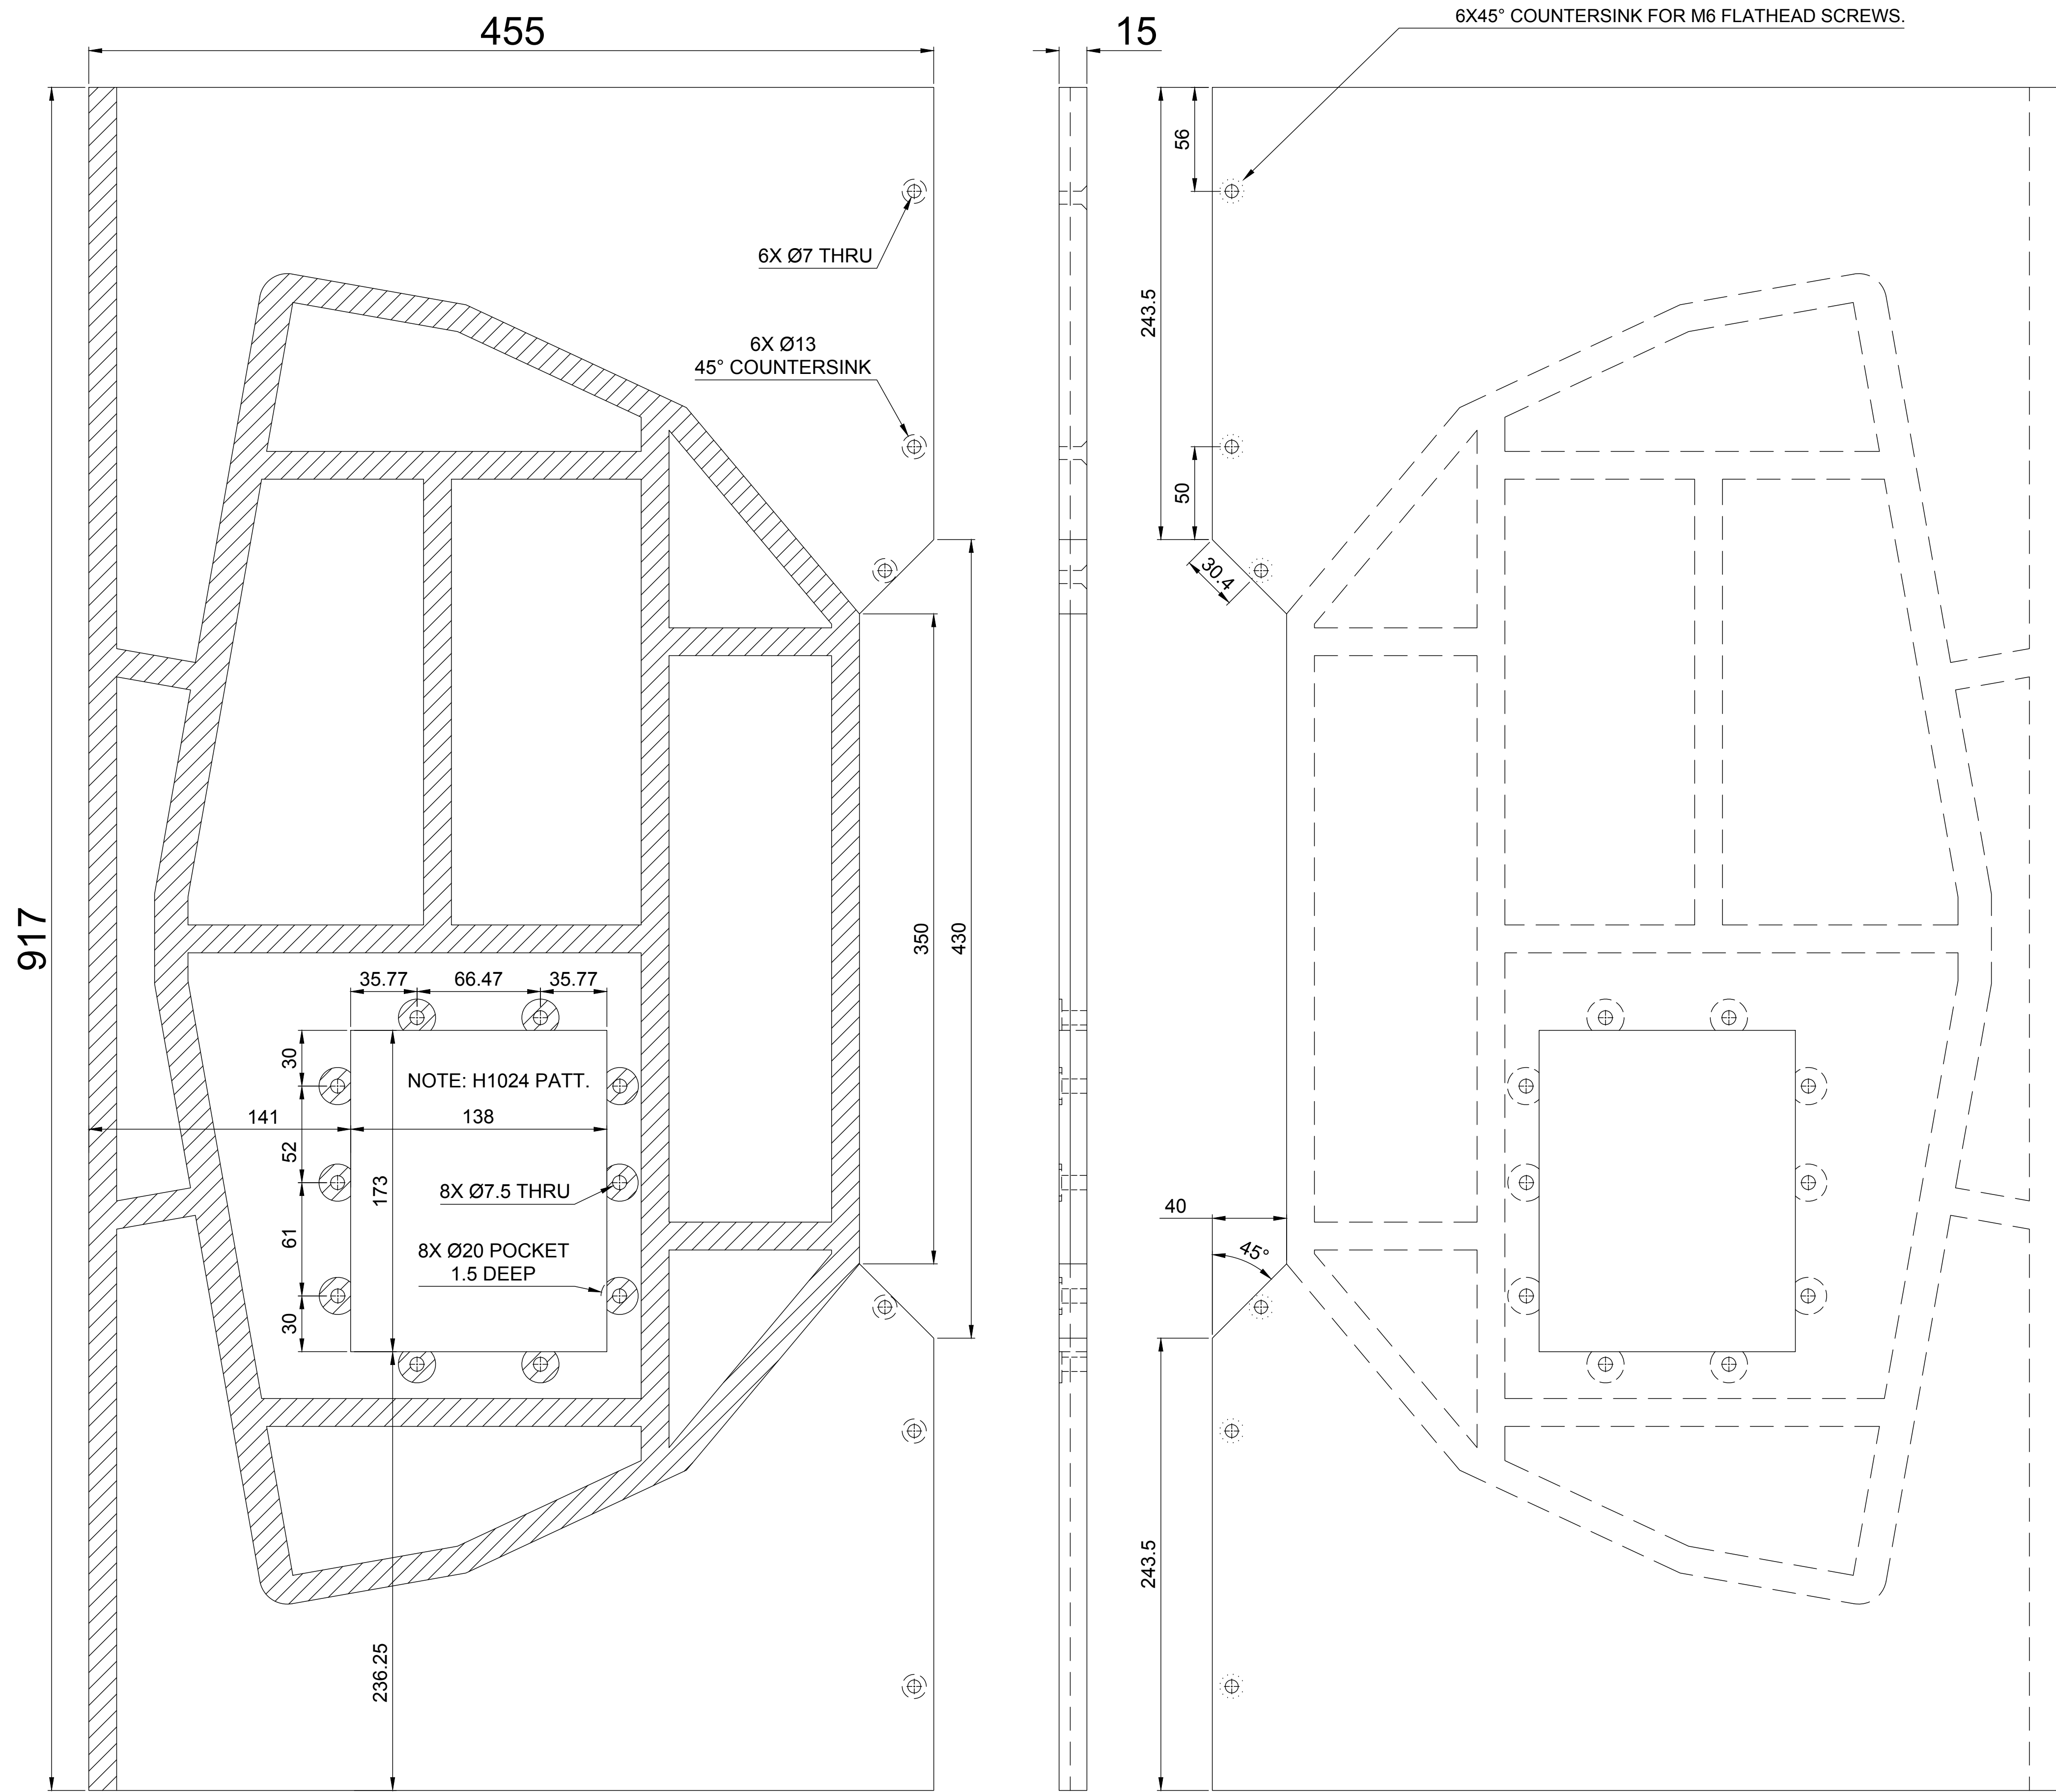 455
15
6X45° COUNTERSINK FOR M6 FLATHEAD SCREWS.
56
6X Ø7 THRU
243.5
6X Ø13
45° COUNTERSINK
50
30.4
917
350
430
35.77
66.47
35.77
30
NOTE: H1024 PATT.
141
138
52
173
8X Ø7.5 THRU
40
61
45°
8X Ø20 POCKET
1.5 DEEP
30
243.5
236.25